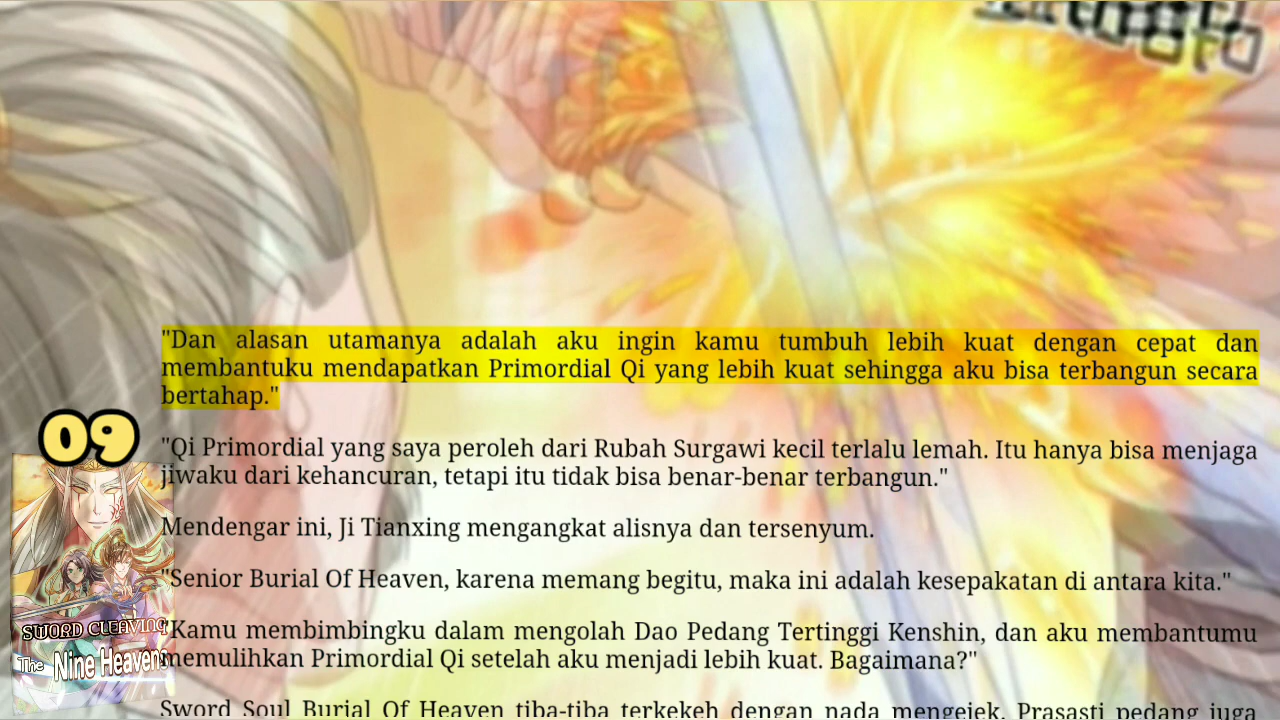 "Dan alasan utamanya adalah aku ingin kamu tumbuh lebih kuat dengan cepat dan
membantuku mendapatkan Primordial Qi yang lebih kuat sehingga aku bisa terbangun secara
bertahap."
"Qi Primordial yang saya peroleh dari Rubah Surgawi kecil terlalu lemah. Itu hanya bisa menjaga
jiwaku dari kehancuran, tetapi itu tidak bisa benar-benar terbangun."
Mendengar ini, Ji Tianxing mengangkat alisnya dan tersenyum.
"Senior Burial Of Heaven, karena memang begitu, maka ini adalah kesepakatan di antara kita."
"Kamu membimbingku dalam mengolah Dao Pedang Tertinggi Kenshin, dan aku membantumu
memulihkan Primordial Qi setelah aku menjadi lebih kuat. Bagaimana?"
Sword Soul Burial Of Heaven tiba-tiba terkekeh dengan nada mengejek. Prasasti pedang juga
09
SWORD CLEAVING
The Nine Heavens